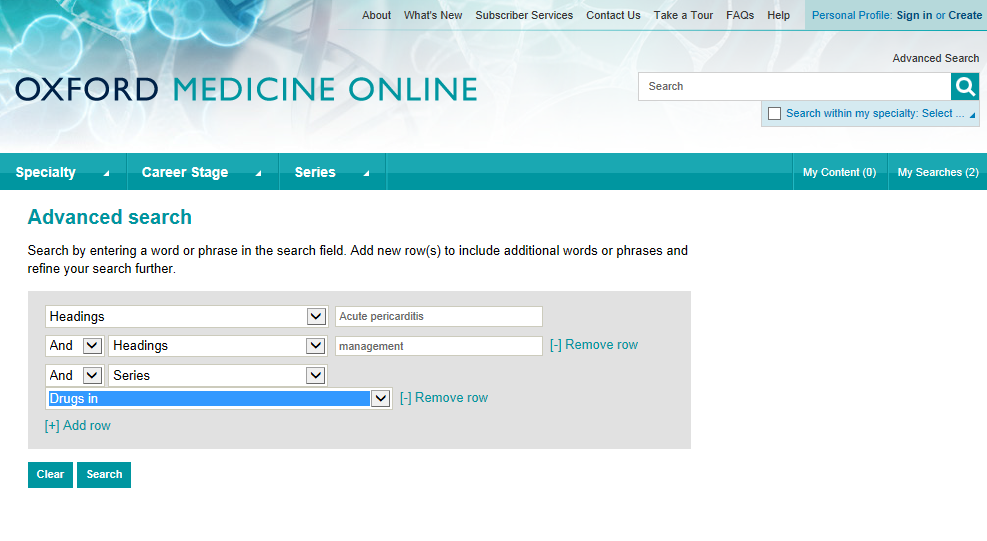 About What's New Subscriber Services Contact Us Take a Tour FAQs Help Personal Profile: Sign in or Create
Advanced Search
OXFORD MEDICINE ONLINE
Search
Search within my specialty: Select ...
Specialty Career Stage Series My Content (0) My Searches (2)
Advanced search
Search by entering a word or phrase in the search field. Add new row(s) to include additional words or phrases and
refine your search further.
Headings Acute pericarditis
And Headings management [-] Remove row
And Series
Drugs in [-] Remove row
[+] Add row
Clear Search